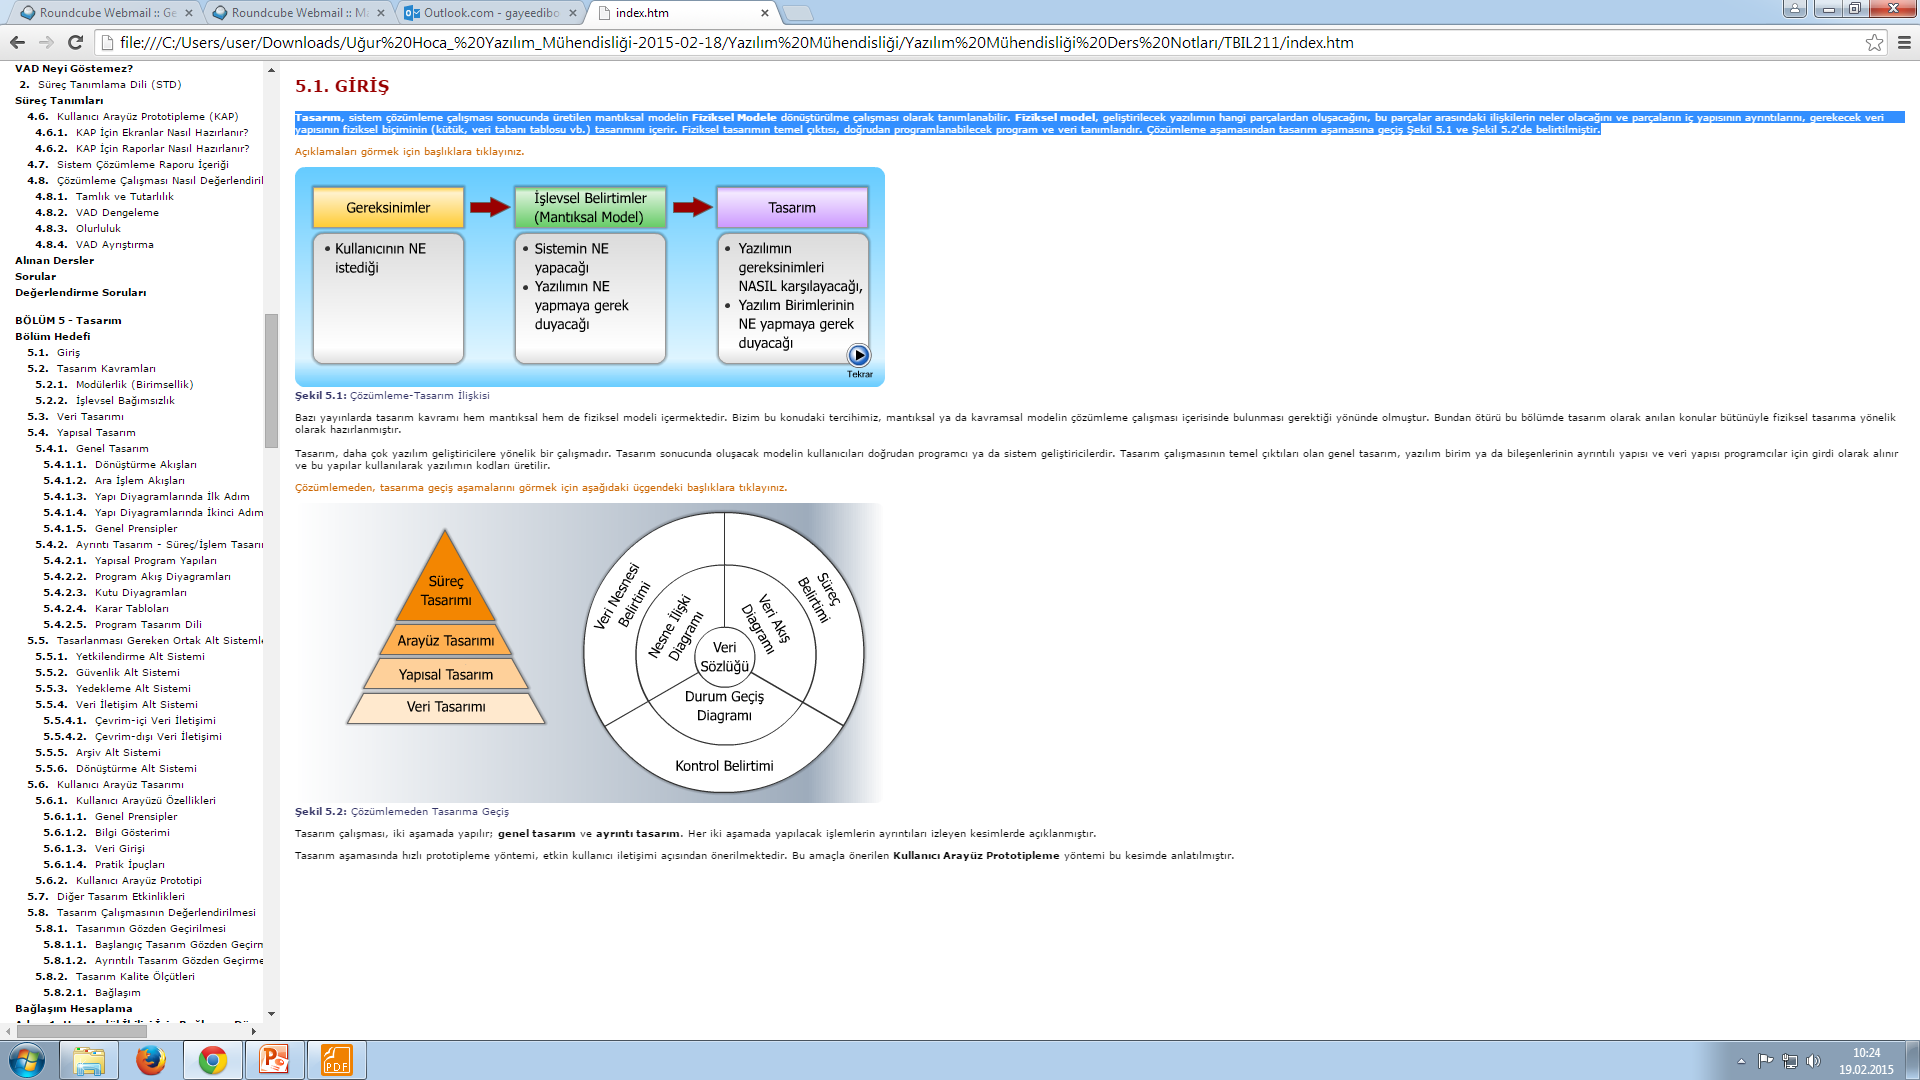 Roundcube Webmail :: Ge
Roundcube Webmail :: Ma
Outlook.com - gayeedibo
index.htm
file:///C:/Users/user/Downloads/Uğur%20Hoca_%20Yazılım_Mühendisliği-2015-02-18/Yazılım%20Mühendisliği/Yazılım%20Mühendisliği%20Ders%20Notları/TBIL211/index.htm
VAD Neyi Göstemez?
2. Süreç Tanımlama Dili (STD)
Süreç Tanımları
4.6. Kullanıcı Arayüz Prototipleme (KAP)
4.6.1. KAP İçin Ekranlar Nasıl Hazırlanır?
4.6.2. KAP İçin Raporlar Nasıl Hazırlanır?
4.7. Sistem Çözümleme Raporu İçeriği
4.8. Çözümleme Çalışması Nasıl Değerlendiril
4.8.1. Tamlık ve Tutarlılık
4.8.2. VAD Dengeleme
4.8.3. Olurluluk
4.8.4. VAD Ayrıştırma
Alınan Dersler
Sorular
Değerlendirme Soruları
BÖLÜM 5 - Tasarım
Bölüm Hedefi
5.1. Giriş
5.2. Tasarım Kavramları
5.2.1. Modülerlik (Birimsellik)
5.2.2. İşlevsel Bağımsızlık
5.3. Veri Tasarımı
5.4. Yapısal Tasarım
5.4.1. Genel Tasarım
5.4.1.1. Dönüştürme Akışları
5.4.1.2. Ara İşlem Akışları
5.4.1.3. Yapı Diyagramlarında İlk Adım
5.4.1.4. Yapı Diyagramlarında İkinci Adım
5.4.1.5. Genel Prensipler
5.4.2. Ayrıntı Tasarım - Süreç/İşlem Tasarı
5.4.2.1. Yapısal Program Yapıları
5.4.2.2. Program Akış Diyagramları
5.4.2.3. Kutu Diyagramları
5.4.2.4. Karar Tabloları
5.4.2.5. Program Tasarım Dili
5.5. Tasarlanması Gereken Ortak Alt Sistemle
5.5.1. Yetkilendirme Alt Sistemi
5.5.2. Güvenlik Alt Sistemi
5.5.3. Yedekleme Alt Sistemi
5.5.4. Veri İletişim Alt Sistemi
5.5.4.1. Çevrim-içi Veri İletişimi
5.5.4.2. Çevrim-dışı Veri İletişimi
5.5.5. Arşiv Alt Sistemi
5.5.6. Dönüştürme Alt Sistemi
5.6. Kullanıcı Arayüz Tasarımı
5.6.1. Kullanıcı Arayüzü Özellikleri
5.6.1.1. Genel Prensipler
5.6.1.2. Bilgi Gösterimi
5.6.1.3. Veri Girişi
5.6.1.4. Pratik İpuçları
5.6.2. Kullanıcı Arayüz Prototipi
5.7. Diğer Tasarım Etkinlikleri
5.8. Tasarım Çalışmasının Değerlendirilmesi
5.8.1. Tasarımın Gözden Geçirilmesi
5.8.1.1. Başlangıç Tasarım Gözden Geçirm
5.8.1.2. Ayrıntılı Tasarım Gözden Geçirme
5.8.2. Tasarım Kalite Ölçütleri
5.8.2.1. Bağlaşım
Bağlaşım Hesaplama
5.1. GİRİŞ
Tasarım, sistem çözümleme çalışması sonucunda üretilen mantıksal modelin Fiziksel Modele dönüştürülme çalışması olarak tanımlanabilir. Fiziksel model, geliştirilecek yazılımın hangi parçalardan oluşacağını, bu parçalar arasındaki ilişkilerin neler olacağını ve parçaların iç yapısının ayrıntılarını, gerekecek veri
yapısının fiziksel biçiminin (kütük, veri tabanı tablosu vb.) tasarımını içerir. Fiziksel tasarımın temel çıktısı, doğrudan programlanabilecek program ve veri tanımlarıdır. Çözümleme aşamasından tasarım aşamasına geçiş Şekil 5.1 ve Şekil 5.2'de belirtilmiştir.
Açıklamaları görmek için başlıklara tıklayınız.
Gereksinimler
İşlevsel Belirtimler
(Mantıksal Model)
Tasarım
• Kullanıcının NE
istediği
• Sistemin NE
yapacağı
• Yazılımın NE
yapmaya gerek
duyacağı
• Yazılımın
gereksinimleri
NASIL karşılayacağı,
• Yazılım Birimlerinin
NE yapmaya gerek
duyacağı
Tekrar
Şekil 5.1: Çözümleme-Tasarım İlişkisi
Bazı yayınlarda tasarım kavramı hem mantıksal hem de fiziksel modeli içermektedir. Bizim bu konudaki tercihimiz, mantıksal ya da kavramsal modelin çözümleme çalışması içerisinde bulunması gerektiği yönünde olmuştur. Bundan ötürü bu bölümde tasarım olarak anılan konular bütünüyle fiziksel tasarıma yönelik
olarak hazırlanmıştır.
Tasarım, daha çok yazılım geliştiricilere yönelik bir çalışmadır. Tasarım sonucunda oluşacak modelin kullanıcıları doğrudan programcı ya da sistem geliştiricilerdir. Tasarım çalışmasının temel çıktıları olan genel tasarım, yazılım birim ya da bileşenlerinin ayrıntılı yapısı ve veri yapısı programcılar için girdi olarak alınır
ve bu yapılar kullanılarak yazılımın kodları üretilir.
Çözümlemeden, tasarıma geçiş aşamalarını görmek için aşağıdaki üçgendeki başlıklara tıklayınız.
Süreç
Tasarımı
Arayüz Tasarımı
Yapısal Tasarım
Veri Tasarımı
Veri Nesnesi
Belirtimi
Nesne İlişki
Diagramı
Süreç
Belirtimi
Veri Akış
Diagramı
Veri
Sözlüğü
Durum Geçiş
Diagramı
Kontrol Belirtimi
Şekil 5.2: Çözümlemeden Tasarıma Geçiş
Tasarım çalışması, iki aşamada yapılır; genel tasarım ve ayrıntı tasarım. Her iki aşamada yapılacak işlemlerin ayrıntıları izleyen kesimlerde açıklanmıştır.
Tasarım aşamasında hızlı prototipleme yöntemi, etkin kullanıcı iletişimi açısından önerilmektedir. Bu amaçla önerilen Kullanıcı Arayüz Prototipleme yöntemi bu kesimde anlatılmıştır.
PDF
10:24
19.02.2015